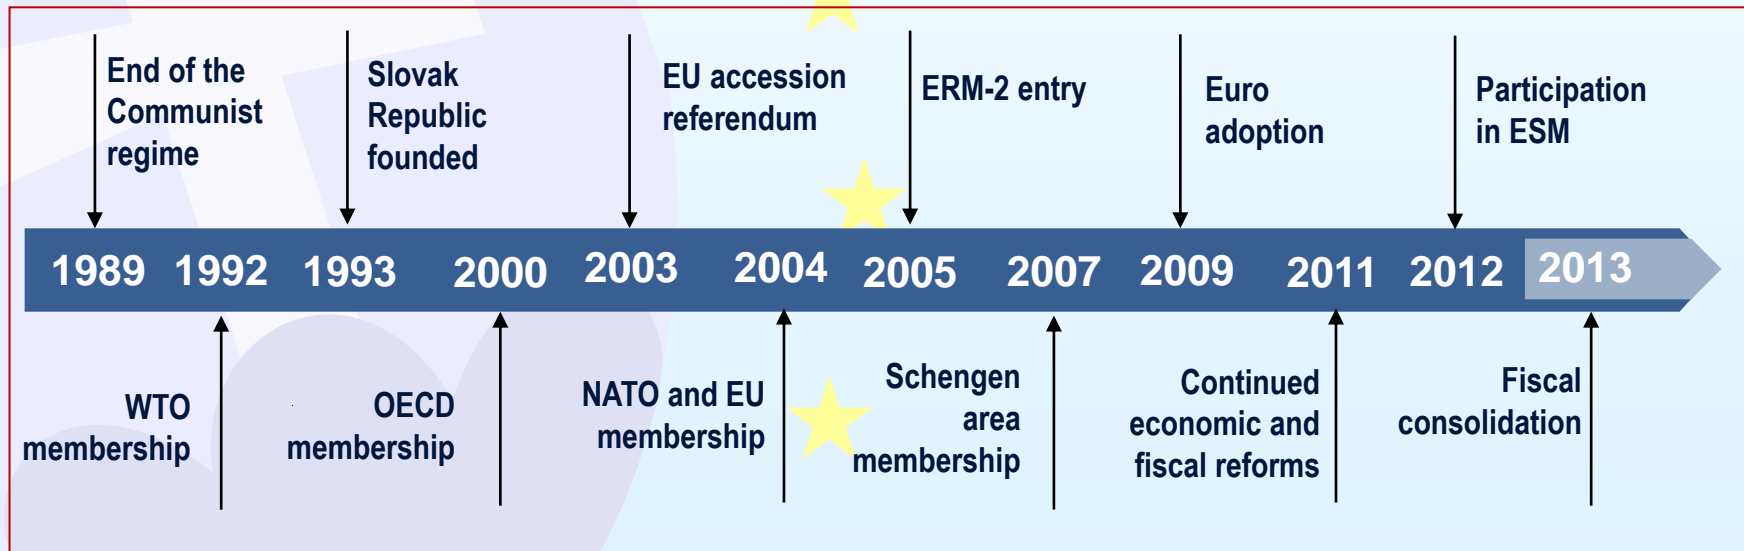 End of the
Communist
regime
Slovak
Republic
founded
EU accession
referendum
ERM-2 entry
Euro
adoption
Participation
in ESM
1989 1992 1993 2000 2003 2004 2005 2007 2009 2011 2012 2013
WTO
membership
OECD
membership
NATO and EU
membership
Schengen
area
membership
Continued
economic and
fiscal reforms
Fiscal
consolidation